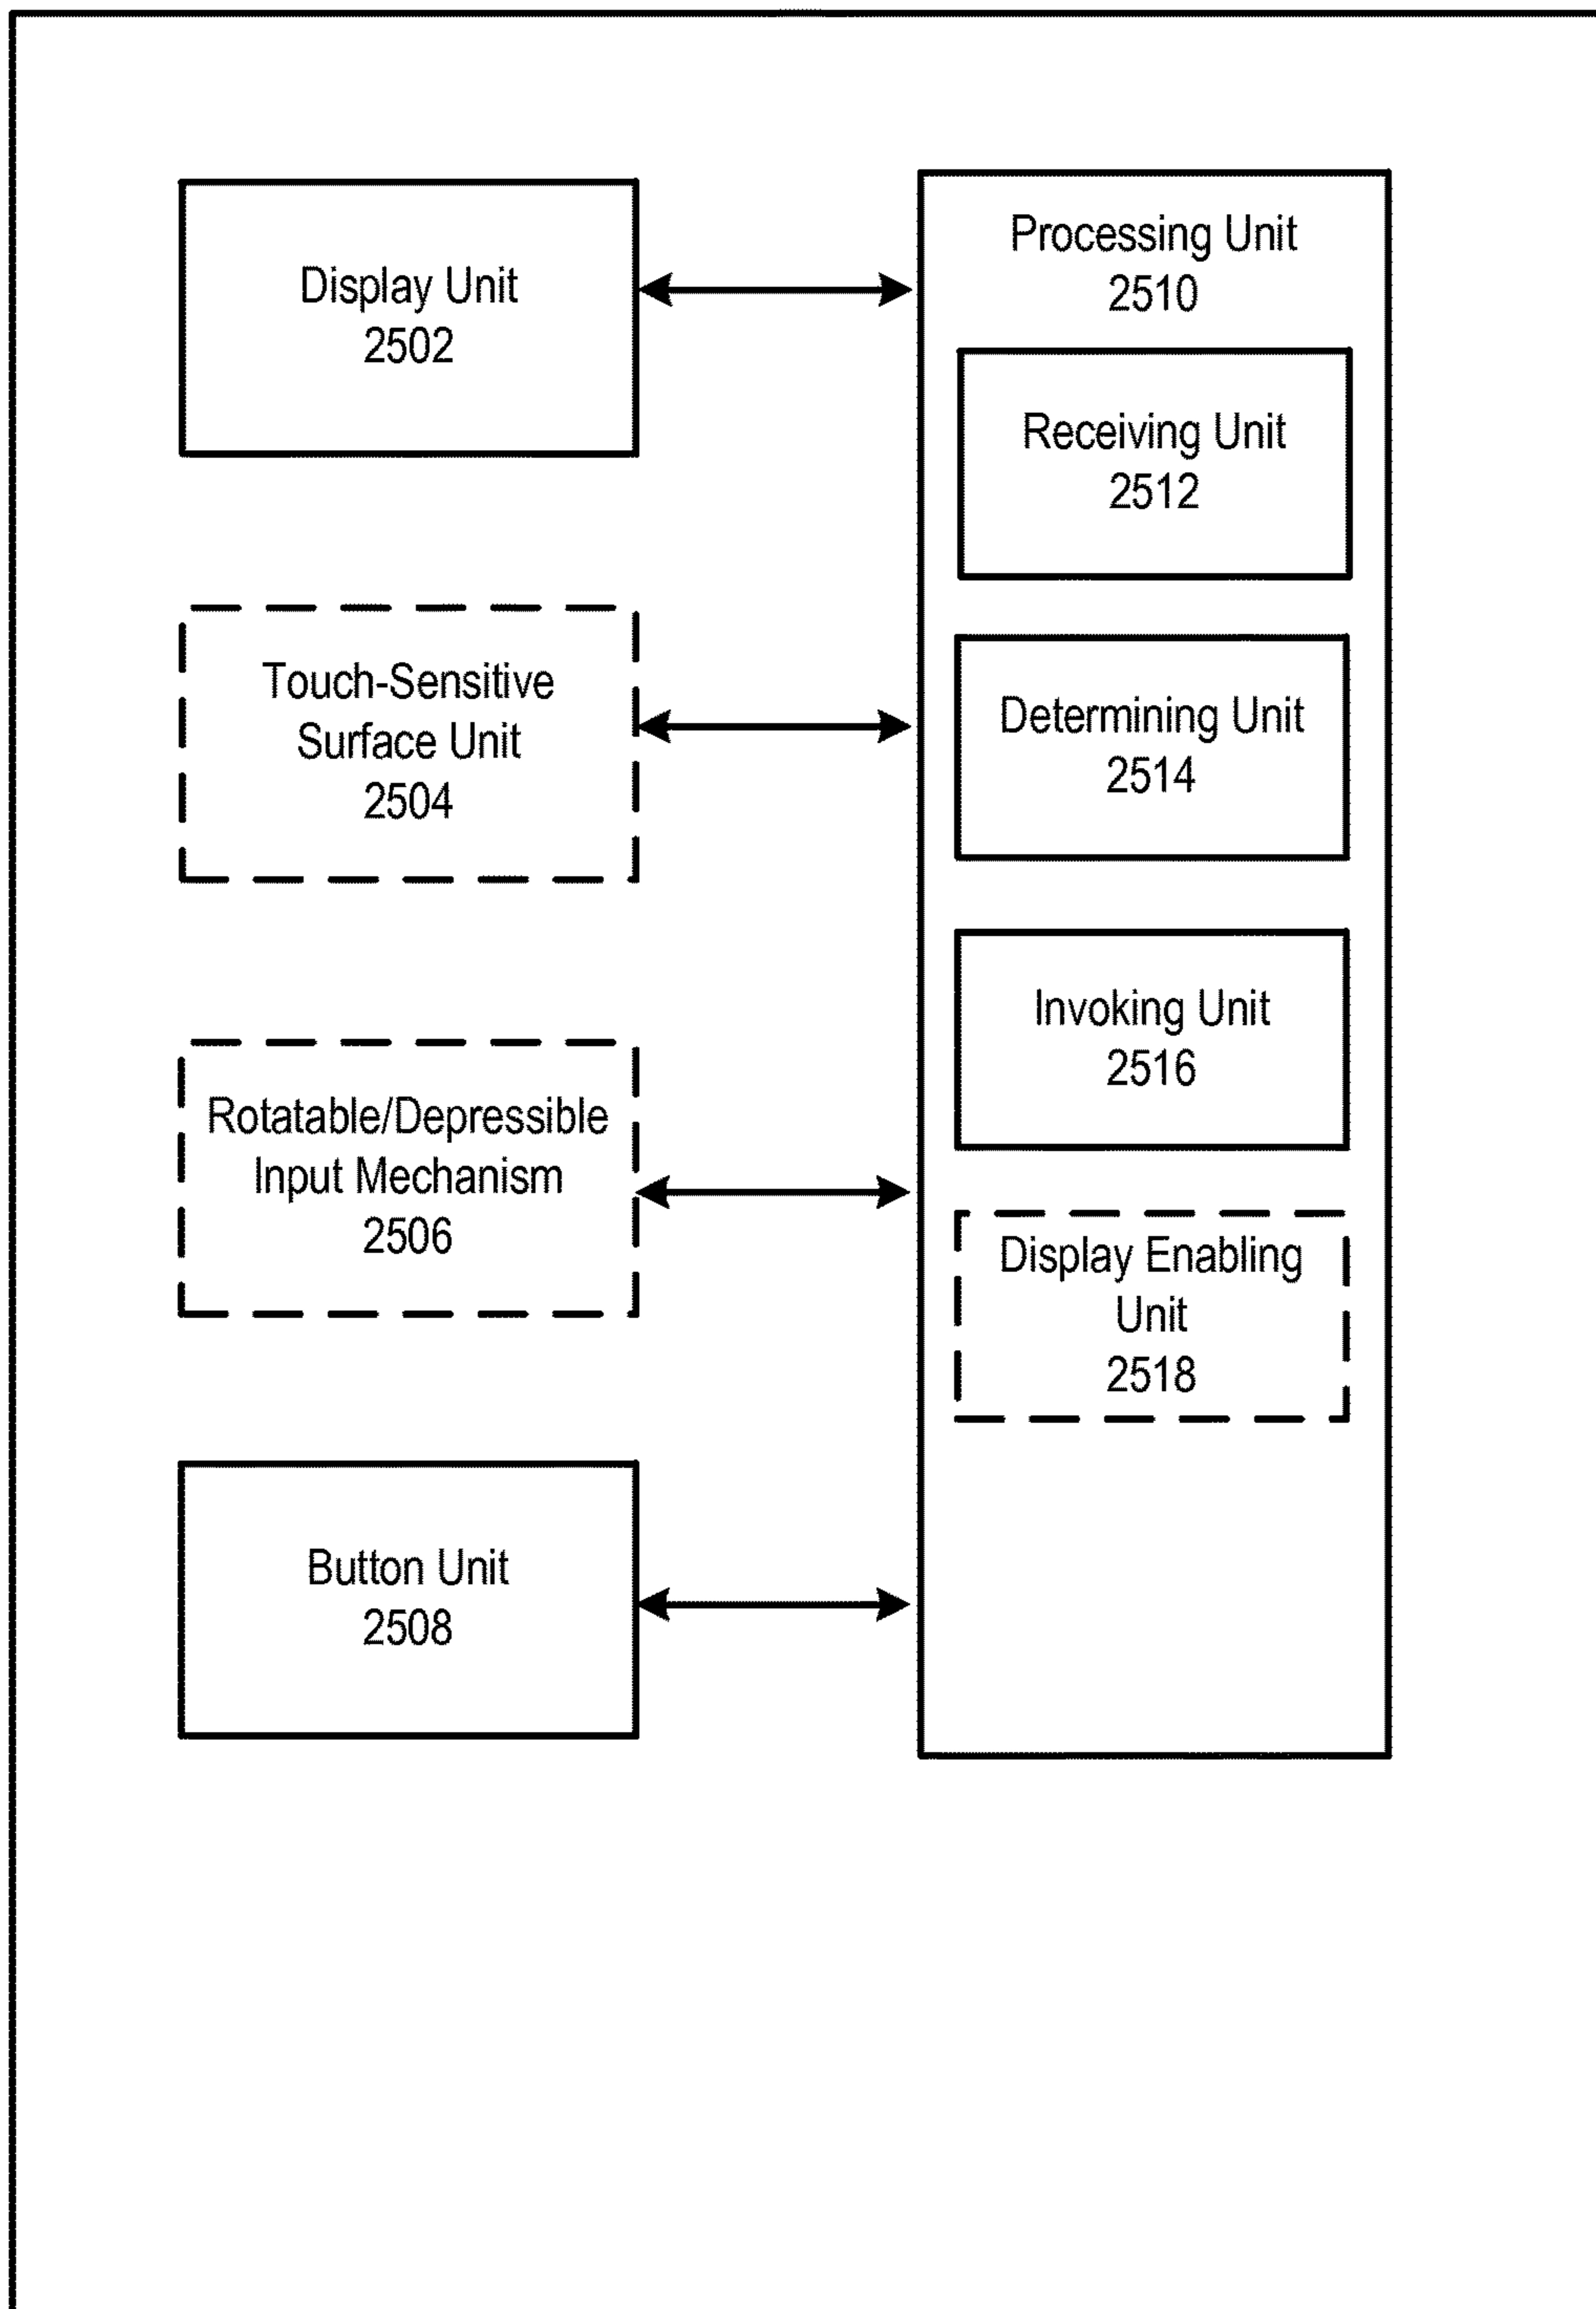 Display Unit
2502
Touch-Sensitive
Surface Unit
2504
Rotatable/Depressible
Input Mechanism
2506
Button Unit
2508
Processing Unit
2510
Receiving Unit
2512
Determining Unit
2514
Invoking Unit
2516
Display Enabling
Unit
2518